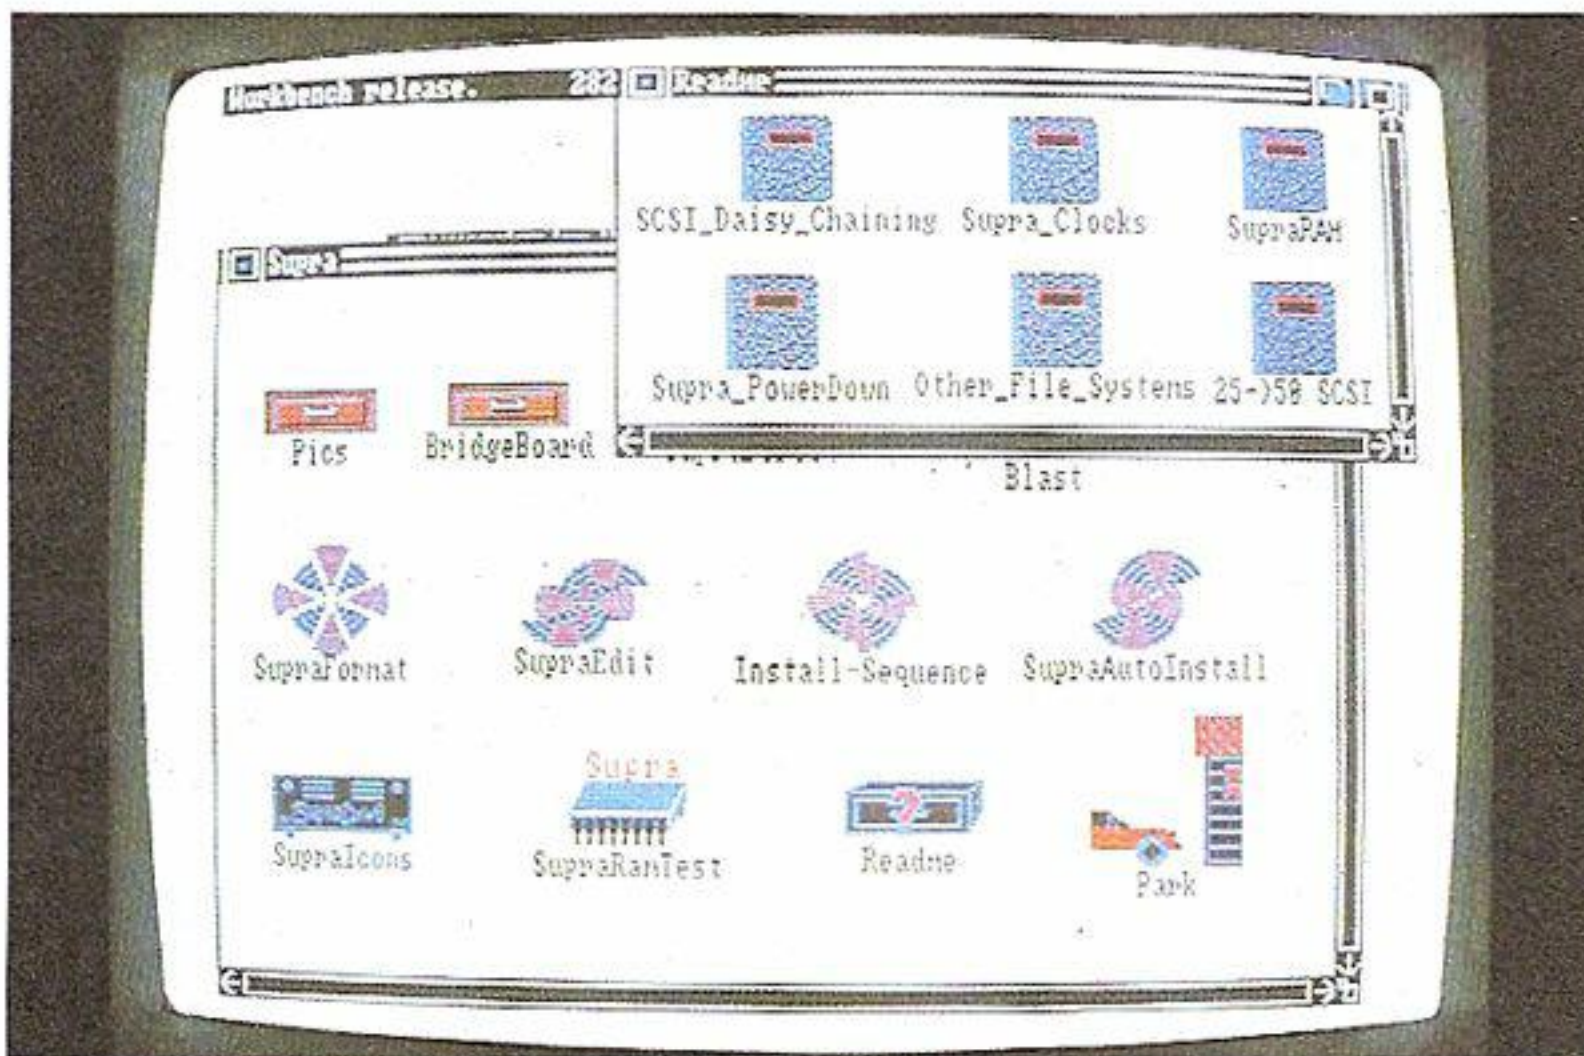 Workbench release. 282
Readme
SCSI_Daisy_Chaining Supra_Clocks SupraRAM
Supra_PowerDown Other_File_Systems 25->50 SCSI
Supra
Pics BridgeBoard
Blast
SupraFormat SupraEdit Install-Sequence SupraAutoInstall
Supra
SupraIcons SupraRamTest Readme Park